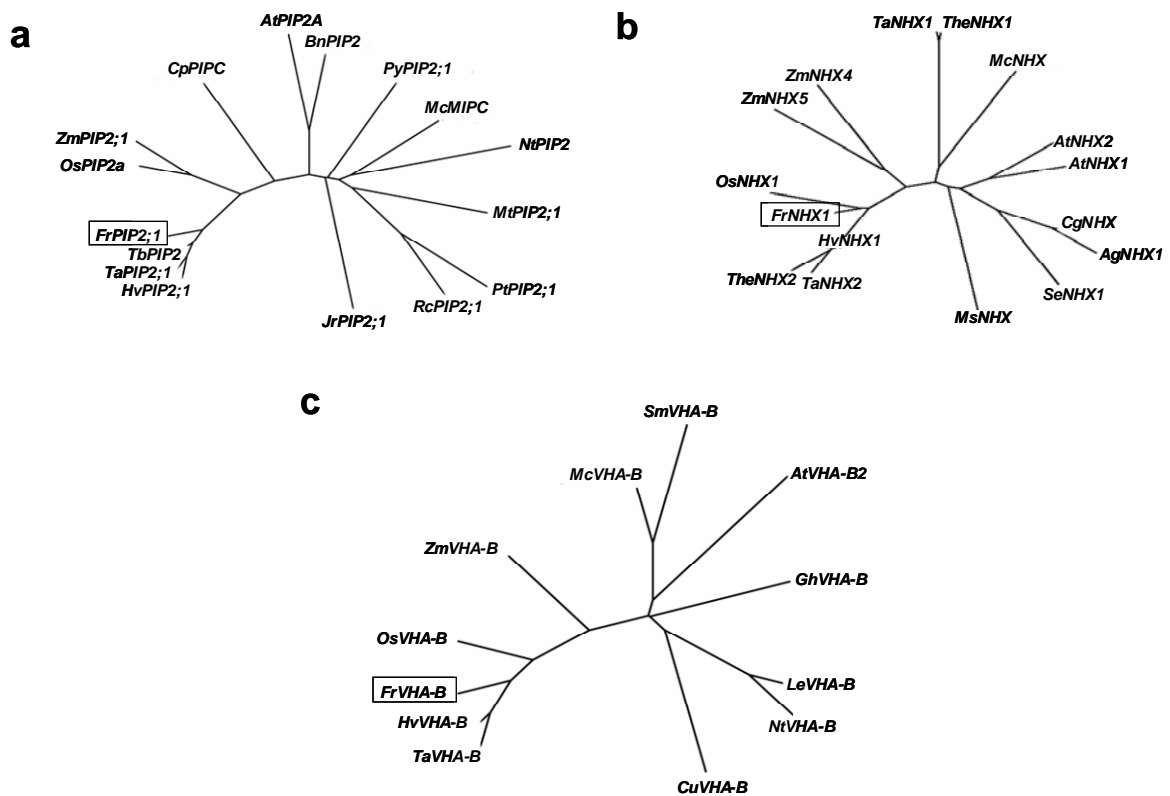 a
AtPIP2A
BnPIP2
CpPIPC
PyPIP2;1
McMIPC
ZmPIP2;1
NtPIP2
OsPIP2a
MtPIP2;1
FrPIP2;1
TbPIP2
TaPIP2;1
HvPIP2;1
PtPIP2;1
RcPIP2;1
JrPIP2;1
b
TaNHX1 TheNHX1
McNHX
ZmNHX4
ZmNHX5
AtNHX2
AtNHX1
OsNHX1
FrNHX1
CgNHX
HvNHX1
AgNHX1
TheNHX2
TaNHX2
SeNHX1
MsNHX
c
SmVHA-B
McVHA-B
AtVHA-B2
ZmVHA-B
GhVHA-B
OsVHA-B
FrVHA-B
LeVHA-B
HvVHA-B
NtVHA-B
TaVHA-B
CuVHA-B